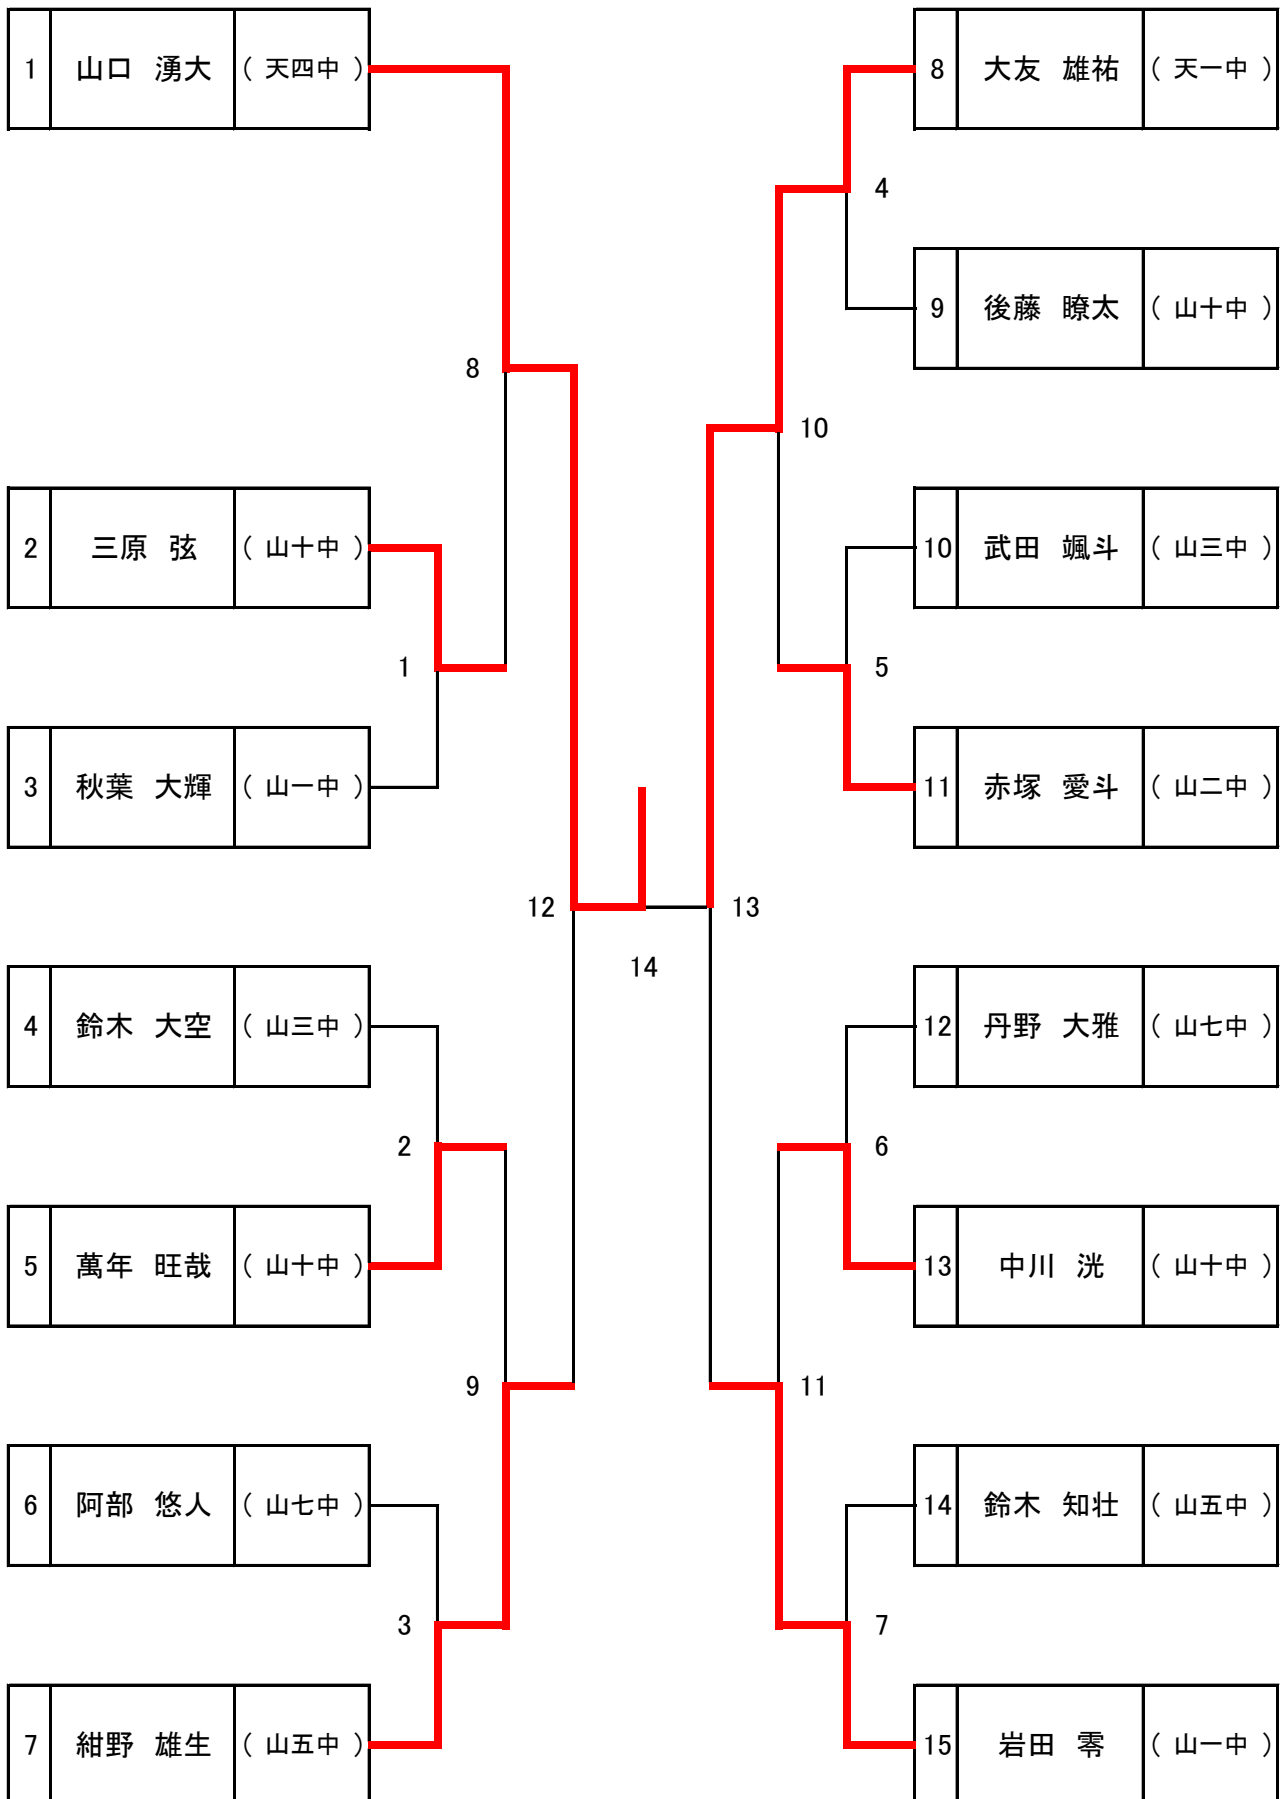 1 山口 湧大 ( 天四中 )
8 大友 雄祐 ( 天一中 )
4
9 後藤 瞭太 ( 山十中 )
8
10
2 三原 弦 ( 山十中 )
10 武田 颯斗 ( 山三中 )
1
5
3 秋葉 大輝 ( 山一中 )
11 赤塚 愛斗 ( 山二中 )
12
13
14
4 鈴木 大空 ( 山三中 )
12 丹野 大雅 ( 山七中 )
2
6
5 萬年 旺哉 ( 山十中 )
13 中川 洸 ( 山十中 )
9
11
6 阿部 悠人 ( 山七中 )
14 鈴木 知壮 ( 山五中 )
3
7
7 紺野 雄生 ( 山五中 )
15 岩田 零 ( 山一中 )